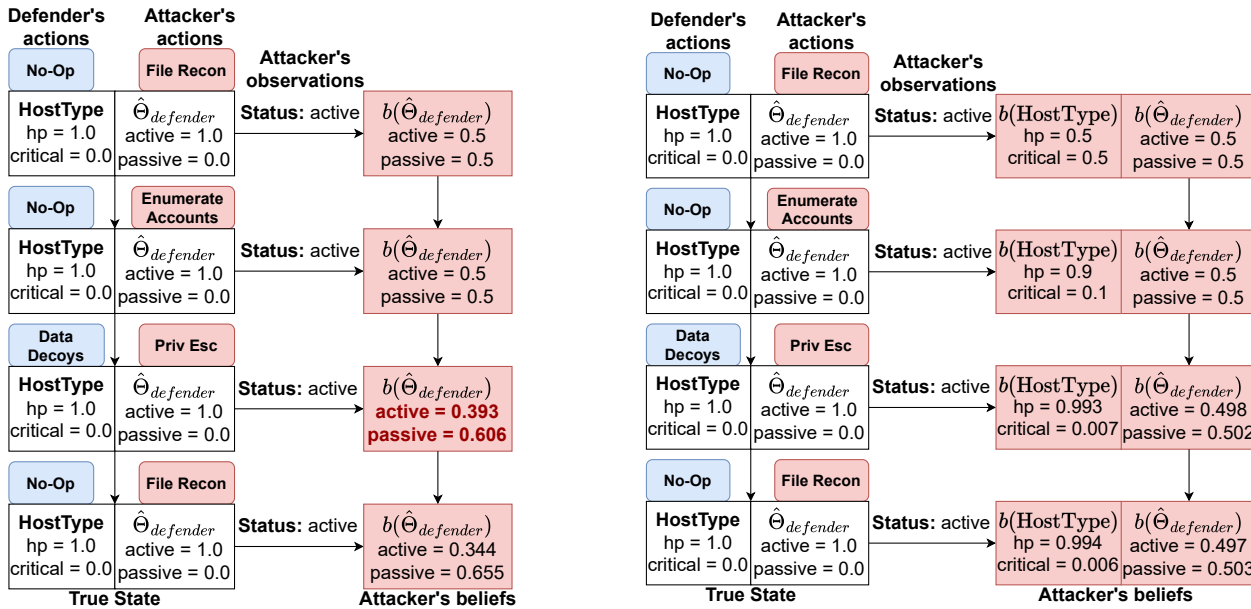 Defender's
actions
Attacker's
actions
No-Op
File Recon
Attacker's
observations
HostType
hp = 1.0
critical = 0.0
Θ̂_defender
active = 1.0
passive = 0.0
Status: active
b(Θ̂_defender)
active = 0.5
passive = 0.5
No-Op
Enumerate
Accounts
HostType
hp = 1.0
critical = 0.0
Θ̂_defender
active = 1.0
passive = 0.0
Status: active
b(Θ̂_defender)
active = 0.5
passive = 0.5
Data
Decoys
Priv Esc
HostType
hp = 1.0
critical = 0.0
Θ̂_defender
active = 1.0
passive = 0.0
Status: active
b(Θ̂_defender)
active = 0.393
passive = 0.606
No-Op
File Recon
HostType
hp = 1.0
critical = 0.0
Θ̂_defender
active = 1.0
passive = 0.0
Status: active
b(Θ̂_defender)
active = 0.344
passive = 0.655
True State
Attacker's beliefs
Defender's
actions
Attacker's
actions
No-Op
File Recon
Attacker's
observations
HostType
hp = 1.0
critical = 0.0
Θ̂_defender
active = 1.0
passive = 0.0
Status: active
b(HostType)
hp = 0.5
critical = 0.5
b(Θ̂_defender)
active = 0.5
passive = 0.5
No-Op
Enumerate
Accounts
HostType
hp = 1.0
critical = 0.0
Θ̂_defender
active = 1.0
passive = 0.0
Status: active
b(HostType)
hp = 0.9
critical = 0.1
b(Θ̂_defender)
active = 0.5
passive = 0.5
Data
Decoys
Priv Esc
HostType
hp = 1.0
critical = 0.0
Θ̂_defender
active = 1.0
passive = 0.0
Status: active
b(HostType)
hp = 0.993
critical = 0.007
b(Θ̂_defender)
active = 0.498
passive = 0.502
No-Op
File Recon
HostType
hp = 1.0
critical = 0.0
Θ̂_defender
active = 1.0
passive = 0.0
Status: active
b(HostType)
hp = 0.994
critical = 0.006
b(Θ̂_defender)
active = 0.497
passive = 0.503
True State
Attacker's beliefs